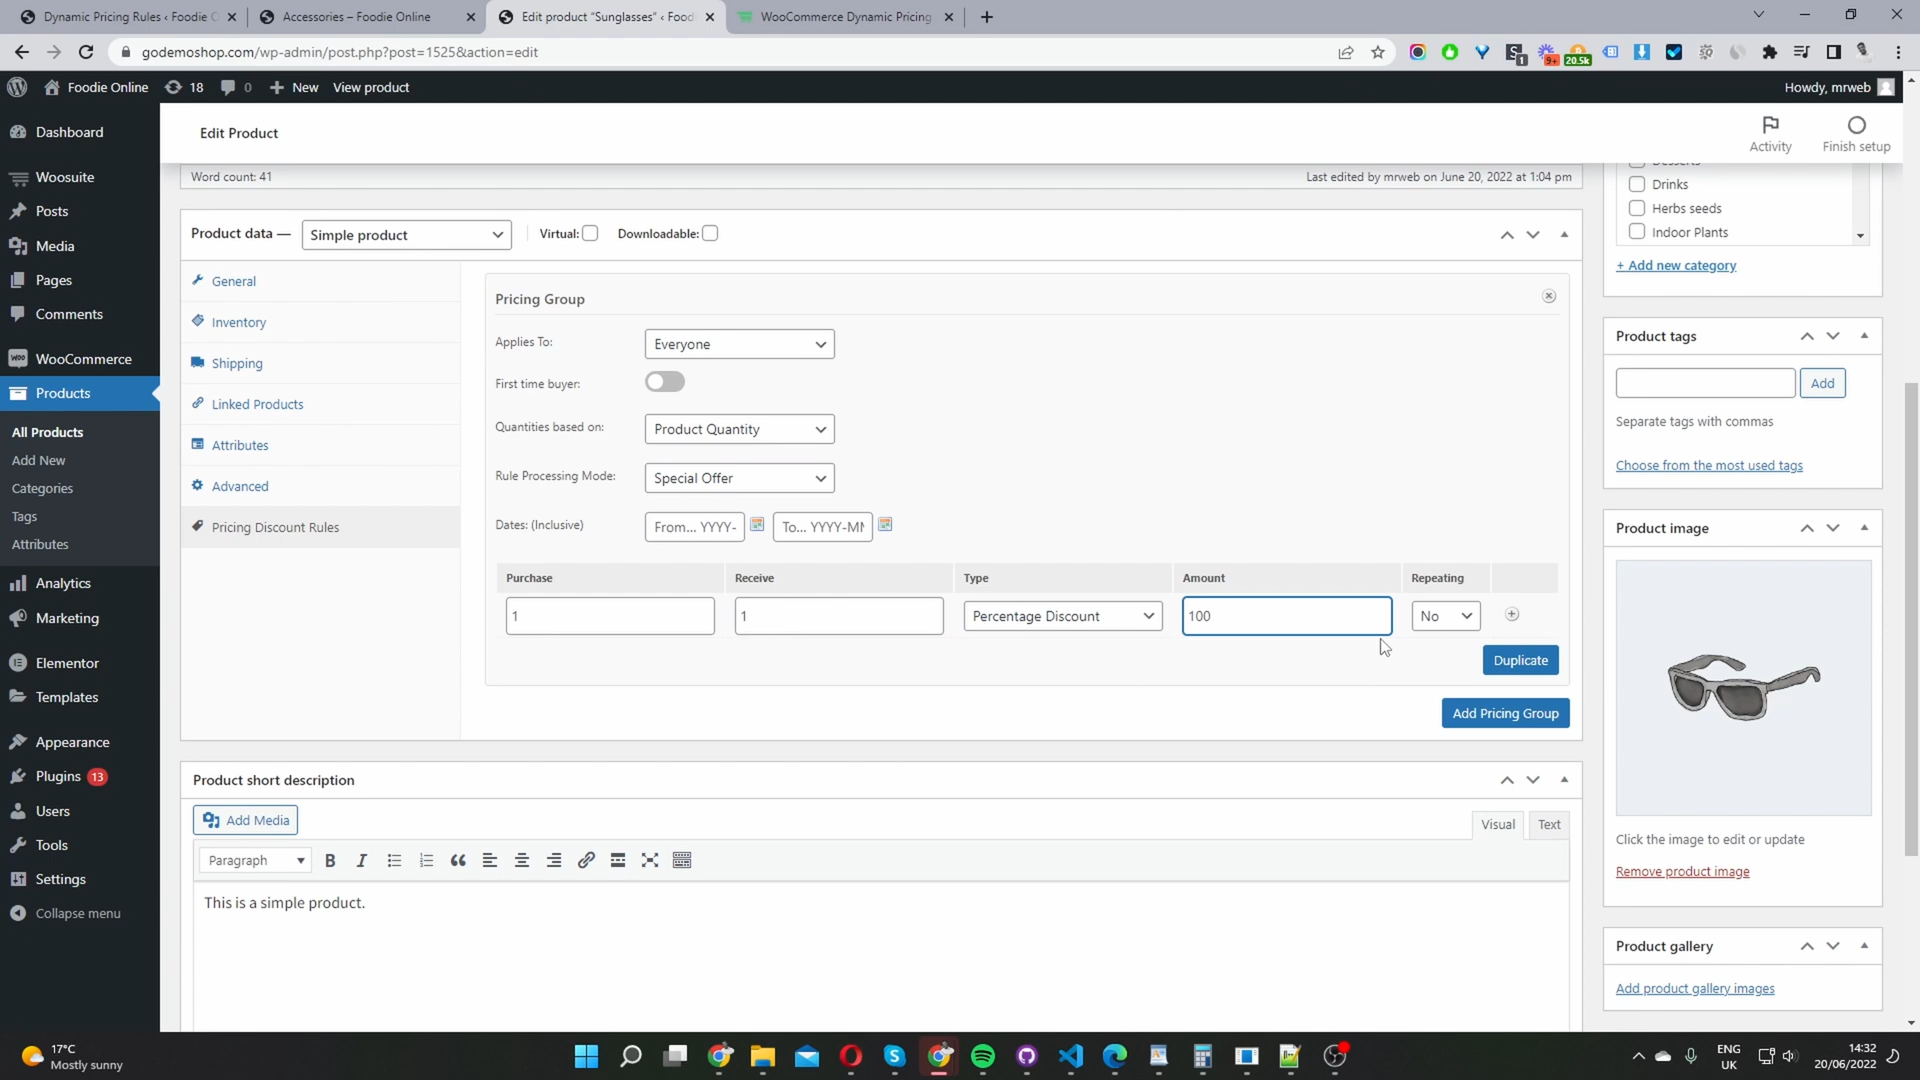 Dynamic Pricing Rules ‹ Foodie O
Accessories – Foodie Online
Edit product “Sunglasses” ‹ Food
WooCommerce Dynamic Pricing
godemoshop.com/wp-admin/post.php?post=1525&action=edit
1
9+
20.5k
Foodie Online
18
0
New
View product
Howdy, mrweb
Edit Product
Activity
Finish setup
Dashboard
Woosuite
Posts
Media
Pages
Comments
WooCommerce
Products
All Products
Add New
Categories
Tags
Attributes
Analytics
Marketing
Elementor
Templates
Appearance
Plugins 13
Users
Tools
Settings
Collapse menu
Word count: 41
Last edited by mrweb on June 20, 2022 at 1:04 pm
Product data —
Simple product
Virtual:
Downloadable:
General
Inventory
Shipping
Linked Products
Attributes
Advanced
Pricing Discount Rules
Pricing Group
Applies To:
Everyone
First time buyer:
Quantities based on:
Product Quantity
Rule Processing Mode:
Special Offer
Dates: (Inclusive)
From... YYYY-
To... YYYY-MM
Purchase
Receive
Type
Amount
Repeating
1
1
Percentage Discount
100
No
Duplicate
Add Pricing Group
Product short description
Add Media
Visual
Text
Paragraph
This is a simple product.
Desserts
Drinks
Herbs seeds
Indoor Plants
+ Add new category
Product tags
Add
Separate tags with commas
Choose from the most used tags
Product image
Click the image to edit or update
Remove product image
Product gallery
Add product gallery images
17°C
Mostly sunny
ENG
UK
14:32
20/06/2022